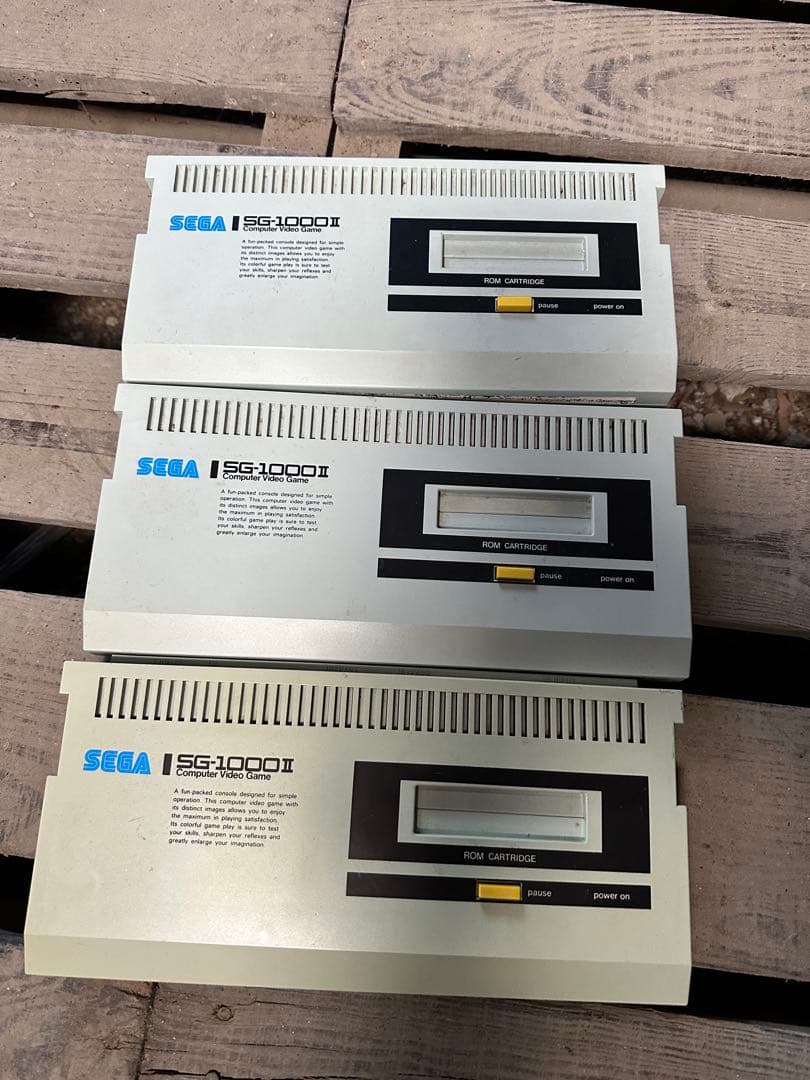 SEGA SG-1000II
Computer Video Game
A fun-packed console designed for simple
operation. This computer video game with
its distinct images allows you to enjoy
the maximum in playing satisfaction.
Its colorful game play is sure to test
your skills, sharpen your reflexes and
greatly enlarge your imagination.
ROM CARTRIDGE
pause power on
SEGA SG-1000II
Computer Video Game
A fun-packed console designed for simple
operation. This computer video game with
its distinct images allows you to enjoy
the maximum in playing satisfaction.
Its colorful game play is sure to test
your skills, sharpen your reflexes and
greatly enlarge your imagination.
ROM CARTRIDGE
pause power on
SEGA SG-1000II
Computer Video Game
A fun-packed console designed for simple
operation. This computer video game with
its distinct images allows you to enjoy
the maximum in playing satisfaction.
Its colorful game play is sure to test
your skills, sharpen your reflexes and
greatly enlarge your imagination.
ROM CARTRIDGE
pause power on